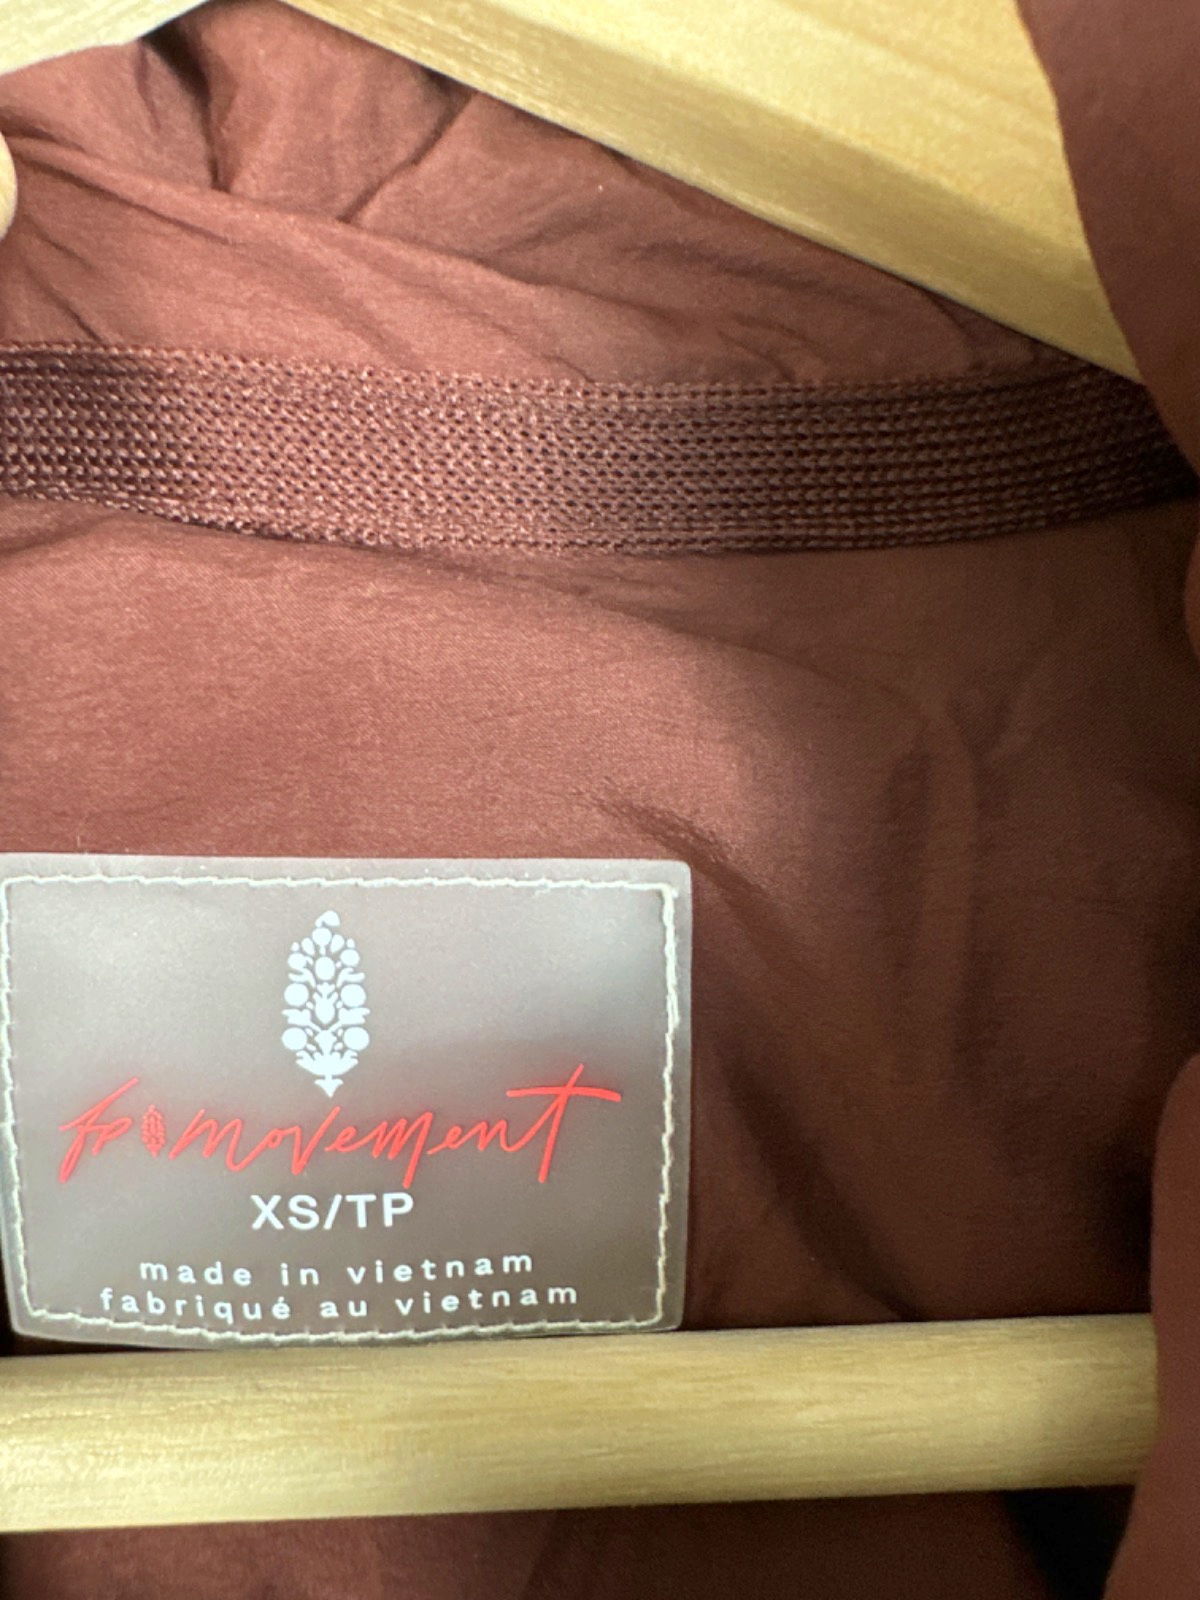 fp movement
XS/TP
made in vietnam
fabriqué au vietnam